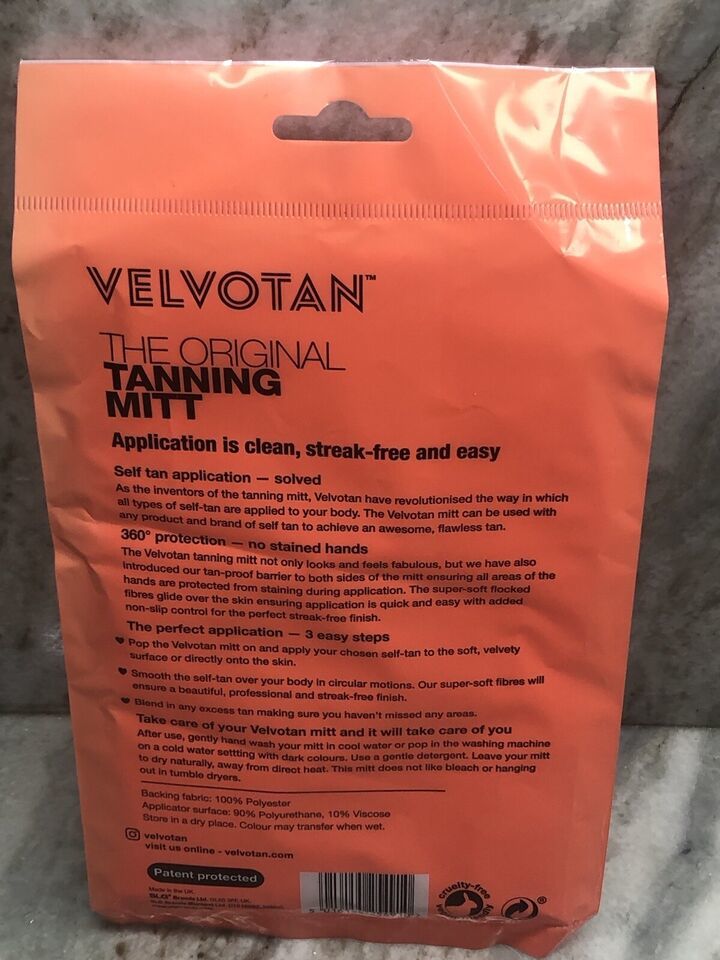 VELVOTAN™
THE ORIGINAL
TANNING
MITT
Application is clean, streak-free and easy
Self tan application — solved
As the inventors of the tanning mitt, Velvotan have revolutionised the way in which
all types of self-tan are applied to your body. The Velvotan mitt can be used with
any product and brand of self tan to achieve an awesome, flawless tan.
360° protection — no stained hands
The Velvotan tanning mitt not only looks and feels fabulous, but we have also
introduced our tan-proof barrier to both sides of the mitt ensuring all areas of the
hands are protected from staining during application. The super-soft flocked
fibres glide over the skin ensuring application is quick and easy with added
non-slip control for the perfect streak-free finish.
The perfect application — 3 easy steps
Pop the Velvotan mitt on and apply your chosen self-tan to the soft, velvety
surface or directly onto the skin.
Smooth the self-tan over your body in circular motions. Our super-soft fibres will
ensure a beautiful, professional and streak-free finish.
Blend in any excess tan making sure you haven't missed any areas.
Take care of your Velvotan mitt and it will take care of you
After use, gently hand wash your mitt in cool water or pop in the washing machine
on a cold water settting with dark colours. Use a gentle detergent. Leave your mitt
to dry naturally, away from direct heat. This mitt does not like bleach or hanging
out in tumble dryers.
Backing fabric: 100% Polyester
Applicator surface: 90% Polyurethane, 10% Viscose
Store in a dry place. Colour may transfer when wet.
velvotan
visit us online - velvotan.com
Patent protected
Made in the UK.
SLG® Brands Ltd.
cruelty-free
®